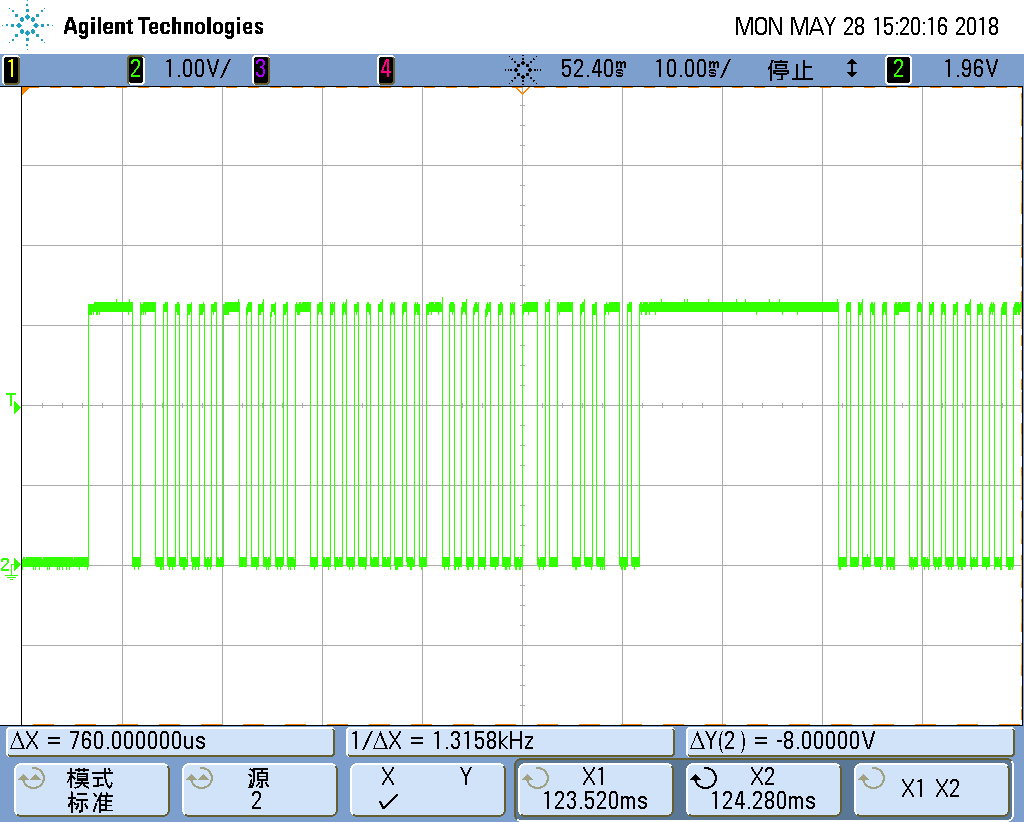 Agilent Technologies MON MAY 28 15:20:16 2018
1 2 1.00V/ 3 4 52.40ms 10.00ms/ 停止 ↕ 2 1.96V
T
2
ΔX = 760.000000us 1/ΔX = 1.3158kHz ΔY(2) = -8.00000V
模式 源 X Y X1 X2 X1 X2
标准 2 ✓ 123.520ms 124.280ms